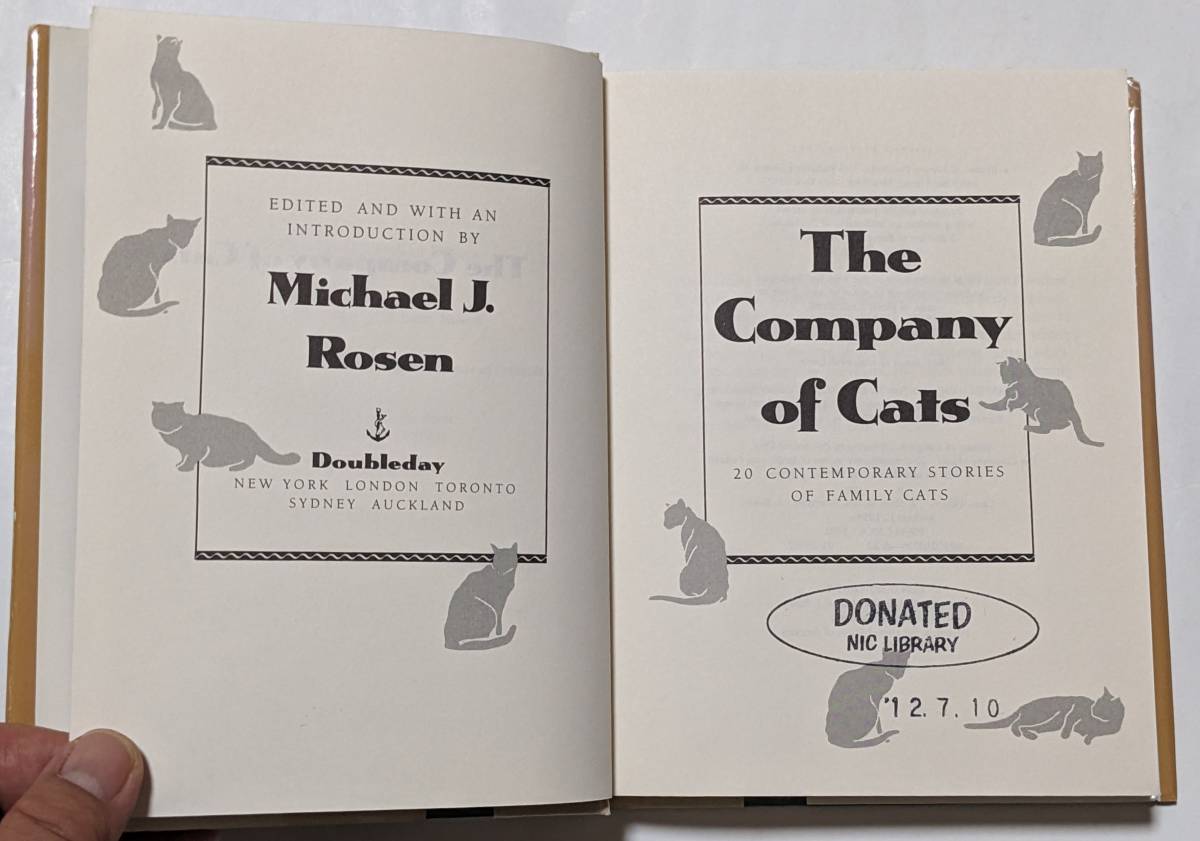 EDITED AND WITH AN
INTRODUCTION BY
Michael J.
Rosen
Doubleday
NEW YORK LONDON TORONTO
SYDNEY AUCKLAND
The
Company
of Cats
20 CONTEMPORARY STORIES
OF FAMILY CATS
DONATED
NIC LIBRARY
'12. 7. 10